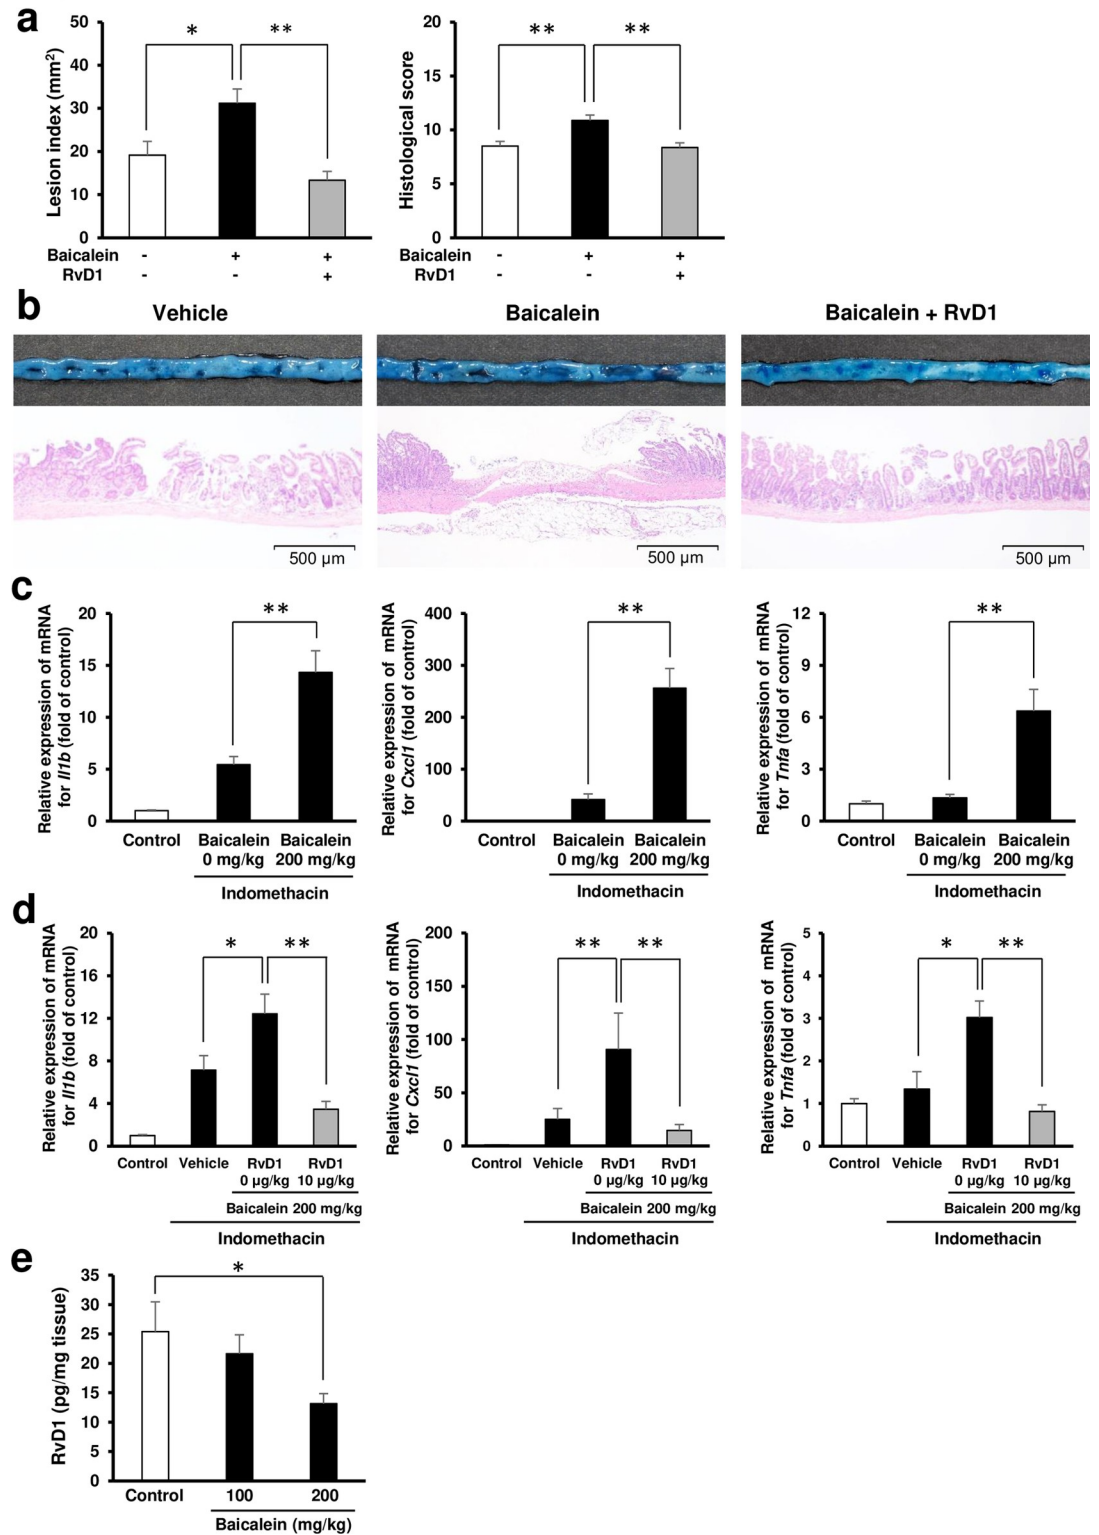 a
50
40
30
20
10
0
Lesion index (mm²)
* **
Baicalein - + +
RvD1 - - +
20
15
10
5
0
Histological score
** **
Baicalein - + +
RvD1 - - +
b
Vehicle Baicalein Baicalein + RvD1
500 μm 500 μm 500 μm
c
Relative expression of mRNA
for Il1b (fold of control)
20
15
10
5
0
**
Control Baicalein Baicalein
0 mg/kg 200 mg/kg
Indomethacin
Relative expression of mRNA
for Cxcl1 (fold of control)
400
300
200
100
0
**
Control Baicalein Baicalein
0 mg/kg 200 mg/kg
Indomethacin
Relative expression of mRNA
for Tnfa (fold of control)
12
9
6
3
0
**
Control Baicalein Baicalein
0 mg/kg 200 mg/kg
Indomethacin
d
Relative expression of mRNA
for Il1b (fold of control)
20
16
12
8
4
0
* **
Control Vehicle RvD1 RvD1
0 μg/kg 10 μg/kg
Baicalein 200 mg/kg
Indomethacin
Relative expression of mRNA
for Cxcl1 (fold of control)
200
150
100
50
0
** **
Control Vehicle RvD1 RvD1
0 μg/kg 10 μg/kg
Baicalein 200 mg/kg
Indomethacin
Relative expression of mRNA
for Tnfa (fold of control)
5
4
3
2
1
0
* **
Control Vehicle RvD1 RvD1
0 μg/kg 10 μg/kg
Baicalein 200 mg/kg
Indomethacin
e
RvD1 (pg/mg tissue)
35
30
25
20
15
10
5
0
*
Control 100 200
Baicalein (mg/kg)